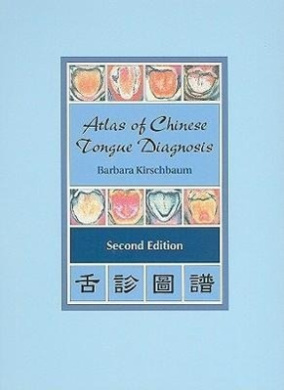 Atlas of Chinese
Tongue Diagnosis
Barbara Kirschbaum
Second Edition
舌診圖譜